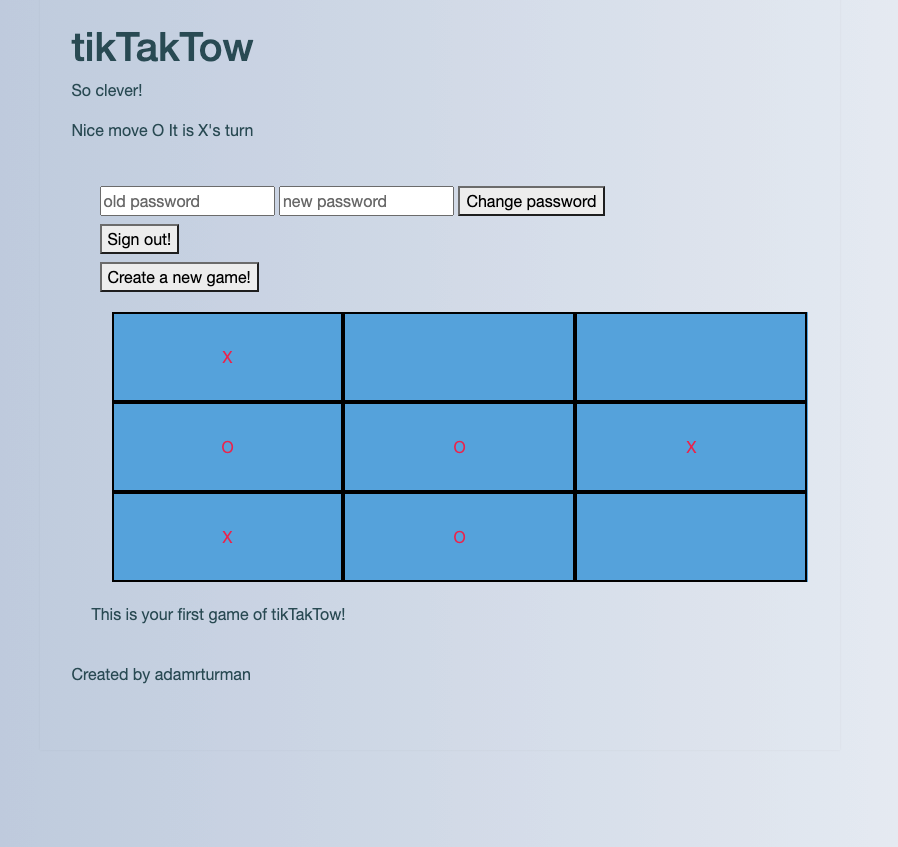 tikTakTow
So clever!
Nice move O It is X's turn
old password new password Change password
Sign out!
Create a new game!
X
O O X
X O
This is your first game of tikTakTow!
Created by adamrturman